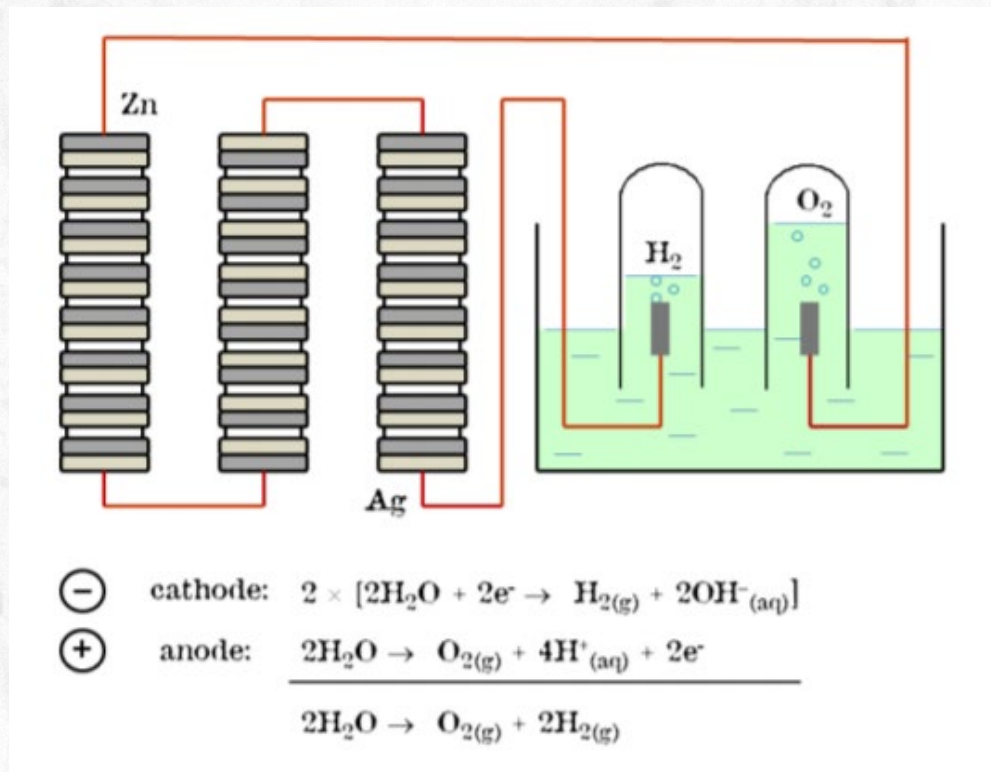 Zn
O₂
H₂
Ag
⊖ cathode: 2 × [2H₂O + 2e⁻ → H₂(g) + 2OH⁻(aq)]
⊕ anode: 2H₂O → O₂(g) + 4H⁺(aq) + 2e⁻
2H₂O → O₂(g) + 2H₂(g)